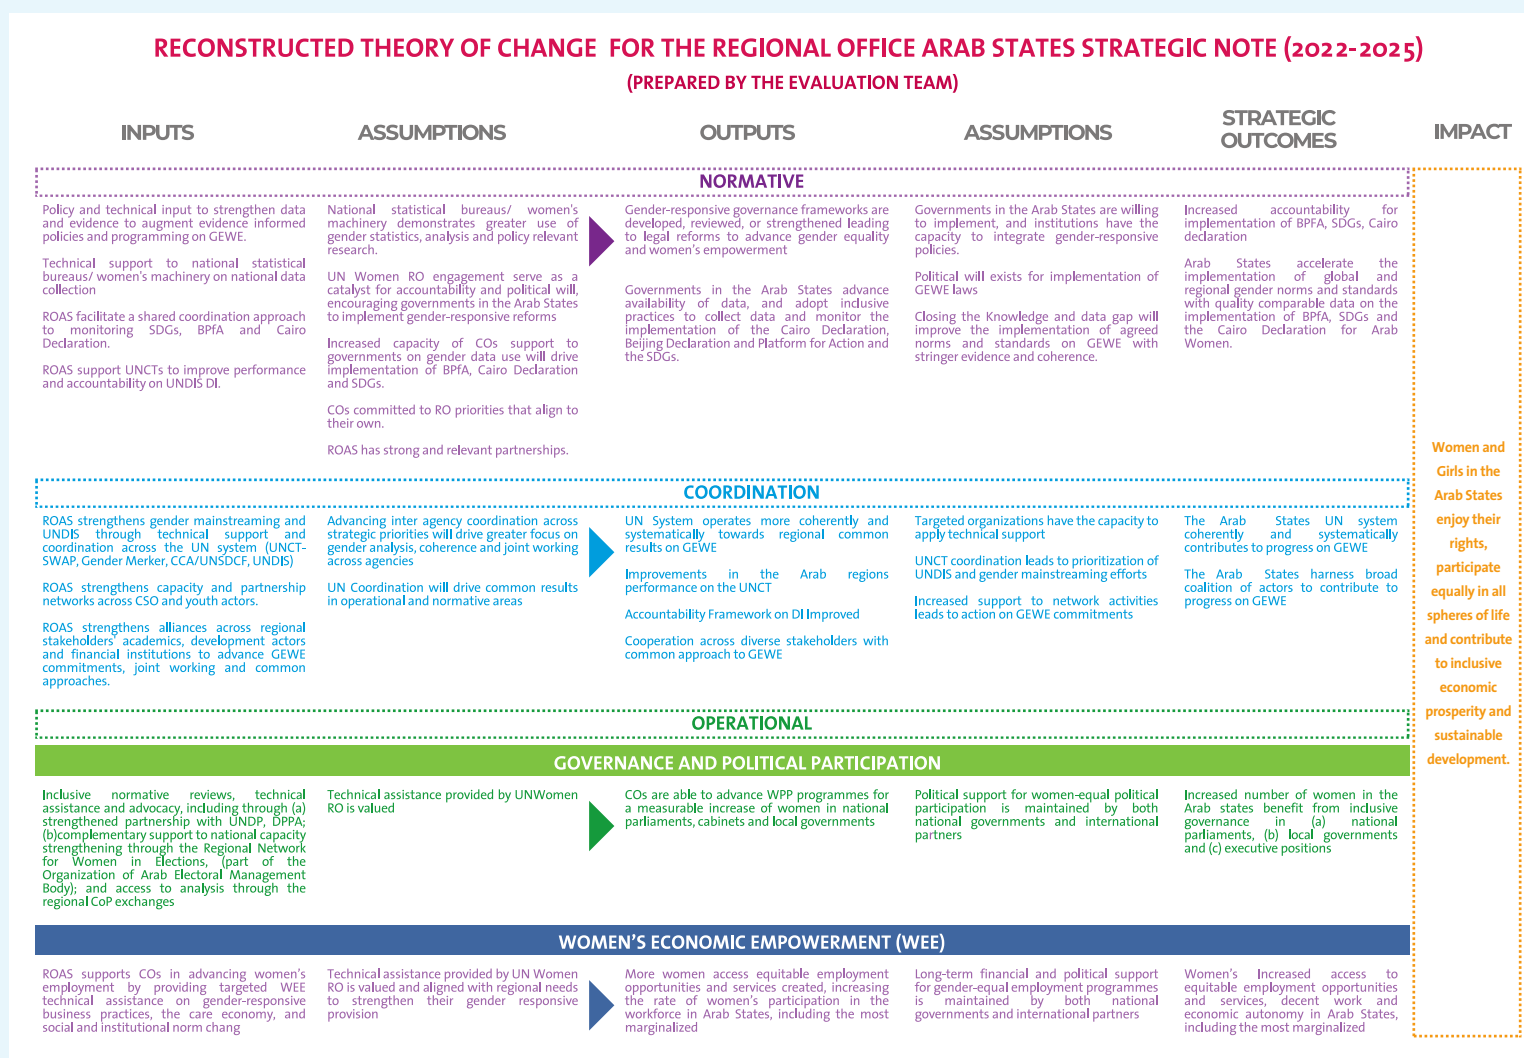 RECONSTRUCTED THEORY OF CHANGE FOR THE REGIONAL OFFICE ARAB STATES STRATEGIC NOTE (2022-2025)
(PREPARED BY THE EVALUATION TEAM)
INPUTS
ASSUMPTIONS
OUTPUTS
ASSUMPTIONS
STRATEGIC
OUTCOMES
IMPACT
NORMATIVE
Policy and technical input to strengthen data
and evidence to augment evidence informed
policies and programming on GEWE.
Technical support to national statistical
bureaus/ women's machinery on national data
collection
ROAS facilitate a shared coordination approach
to monitoring SDGs, BPfA and Cairo
Declaration.
ROAS support UNCTs to improve performance
and accountability on UNDIS DI.
National statistical bureaus/ women's
machinery demonstrates greater use of
gender statistics, analysis and policy relevant
research.
UN Women RO engagement serve as a
catalyst for accountability and political will,
encouraging governments in the Arab States
to implement gender-responsive reforms
Increased capacity of COs support to
governments on gender data use will drive
implementation of BPfA, Cairo Declaration
and SDGs.
COs committed to RO priorities that align to
their own.
ROAS has strong and relevant partnerships.
Gender-responsive governance frameworks are
developed, reviewed, or strengthened leading
to legal reforms to advance gender equality
and women's empowerment
Governments in the Arab States advance
availability of data, and adopt inclusive
practices to collect data and monitor the
implementation of the Cairo Declaration,
Beijing Declaration and Platform for Action and
the SDGs.
Governments in the Arab States are willing
to implement, and institutions have the
capacity to integrate gender-responsive
policies.
Political will exists for implementation of
GEWE laws
Closing the Knowledge and data gap will
improve the implementation of agreed
norms and standards on GEWE with
stringer evidence and coherence.
Increased accountability for
implementation of BPFA, SDGs, Cairo
declaration
Arab States accelerate the
implementation of global and
regional gender norms and standards
with quality comparable data on the
implementation of BPfA, SDGs and
the Cairo Declaration for Arab
Women.
COORDINATION
ROAS strengthens gender mainstreaming and
UNDIS through technical support and
coordination across the UN system (UNCT-
SWAP, Gender Merker, CCA/UNSDCF, UNDIS)
ROAS strengthens capacity and partnership
networks across CSO and youth actors.
ROAS strengthens alliances across regional
stakeholders' academics, development actors
and financial institutions to advance GEWE
commitments, joint working and common
approaches.
Advancing inter agency coordination across
strategic priorities will drive greater focus on
gender analysis, coherence and joint working
across agencies
UN Coordination will drive common results
in operational and normative areas
UN System operates more coherently and
systematically towards regional common
results on GEWE
Improvements in the Arab regions
performance on the UNCT
Accountability Framework on DI Improved
Cooperation across diverse stakeholders with
common approach to GEWE
Targeted organizations have the capacity to
apply technical support
UNCT coordination leads to prioritization of
UNDIS and gender mainstreaming efforts
Increased support to network activities
leads to action on GEWE commitments
The Arab States UN system
coherently and systematically
contributes to progress on GEWE
The Arab States harness broad
coalition of actors to contribute to
progress on GEWE
OPERATIONAL
GOVERNANCE AND POLITICAL PARTICIPATION
Inclusive normative reviews, technical
assistance and advocacy, including through (a)
strengthened partnership with UNDP, DPPA;
(b)complementary support to national capacity
strengthening through the Regional Network
for Women in Elections, (part of the
Organization of Arab Electoral Management
Body); and access to analysis through the
regional CoP exchanges
Technical assistance provided by UNWomen
RO is valued
COs are able to advance WPP programmes for
a measurable increase of women in national
parliaments, cabinets and local governments
Political support for women-equal political
participation is maintained by both
national governments and international
partners
Increased number of women in the
Arab states benefit from inclusive
governance in (a) national
parliaments, (b) local governments
and (c) executive positions
WOMEN'S ECONOMIC EMPOWERMENT (WEE)
ROAS supports COs in advancing women's
employment by providing targeted WEE
technical assistance on gender-responsive
business practices, the care economy, and
social and institutional norm chang
Technical assistance provided by UN Women
RO is valued and aligned with regional needs
to strengthen their gender responsive
provision
More women access equitable employment
opportunities and services created, increasing
the rate of women's participation in the
workforce in Arab States, including the most
marginalized
Long-term financial and political support
for gender-equal employment programmes
is maintained by both national
governments and international partners
Women's Increased access to
equitable employment opportunities
and services, decent work and
economic autonomy in Arab States,
including the most marginalized
Women and
Girls in the
Arab States
enjoy their
rights,
participate
equally in all
spheres of life
and contribute
to inclusive
economic
prosperity and
sustainable
development.